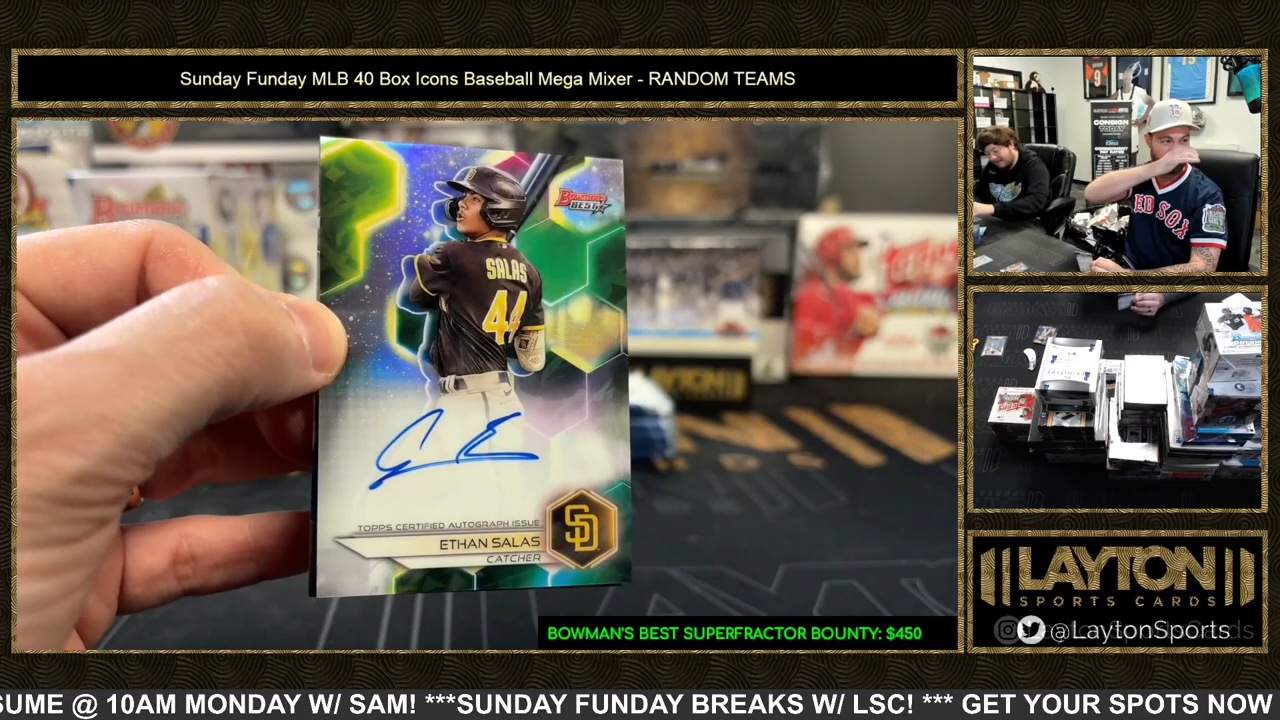 Sunday Funday MLB 40 Box Icons Baseball Mega Mixer - RANDOM TEAMS
BOWMAN'S BEST
SALAS
44
TOPPS CERTIFIED AUTOGRAPH ISSUE
ETHAN SALAS
CATCHER
SD
BOWMAN'S BEST SUPERFRACTOR BOUNTY: $450
CONSIGN
TODAY
RED SOX
LAYTON
SPORTS CARDS
@LaytonSports
SUME @ 10AM MONDAY W/ SAM! ***SUNDAY FUNDAY BREAKS W/ LSC! *** GET YOUR SPOTS NOW